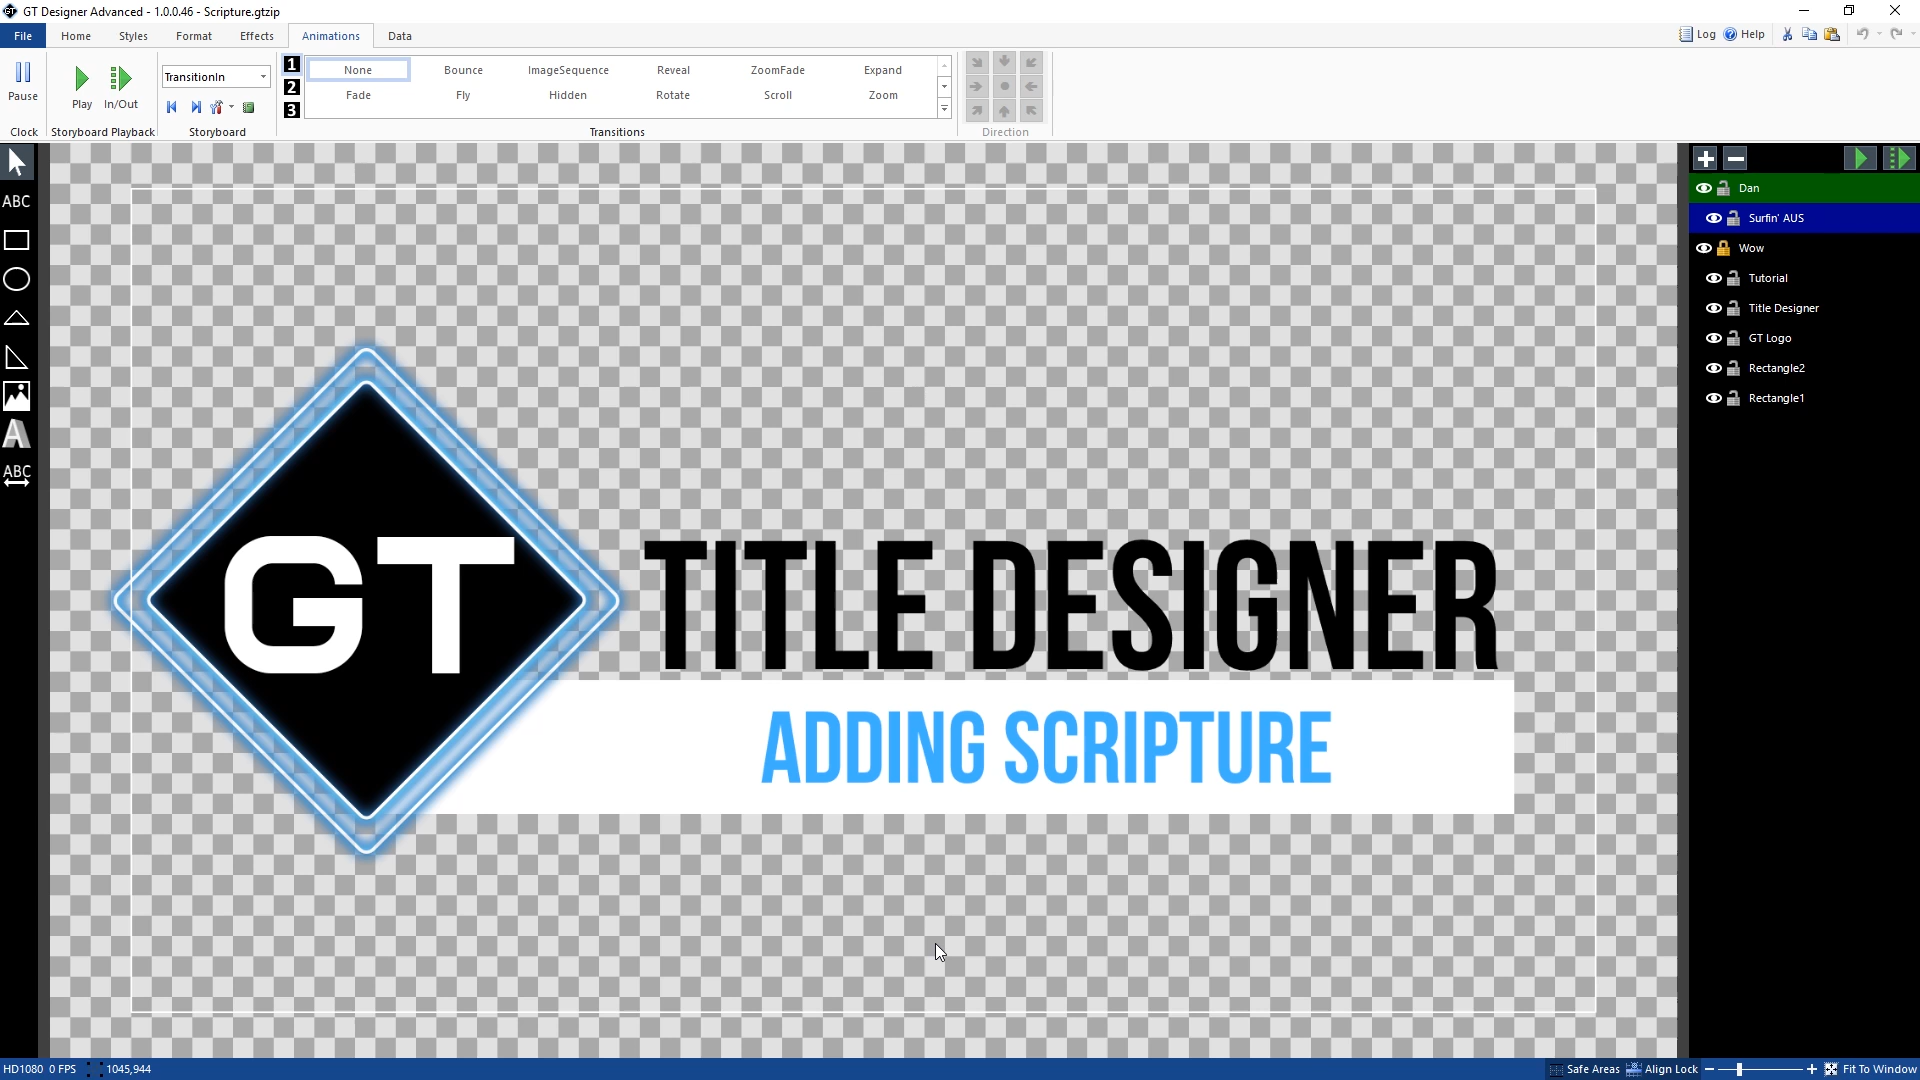 GT Designer Advanced - 1.0.0.46 - Scripture.gtzip
File Home Styles Format Effects Animations Data Log Help
Pause
Clock
Play In/Out
Storyboard Playback
TransitionIn
Storyboard
1
2
3
None Bounce ImageSequence Reveal ZoomFade Expand
Fade Fly Hidden Rotate Scroll Zoom
Transitions
Direction
ABC
A
ABC
GT
TITLE DESIGNER
ADDING SCRIPTURE
Dan
Surfin' AUS
Wow
Tutorial
Title Designer
GT Logo
Rectangle2
Rectangle1
HD1080 0 FPS 1045,944 Safe Areas Align Lock Fit To Window